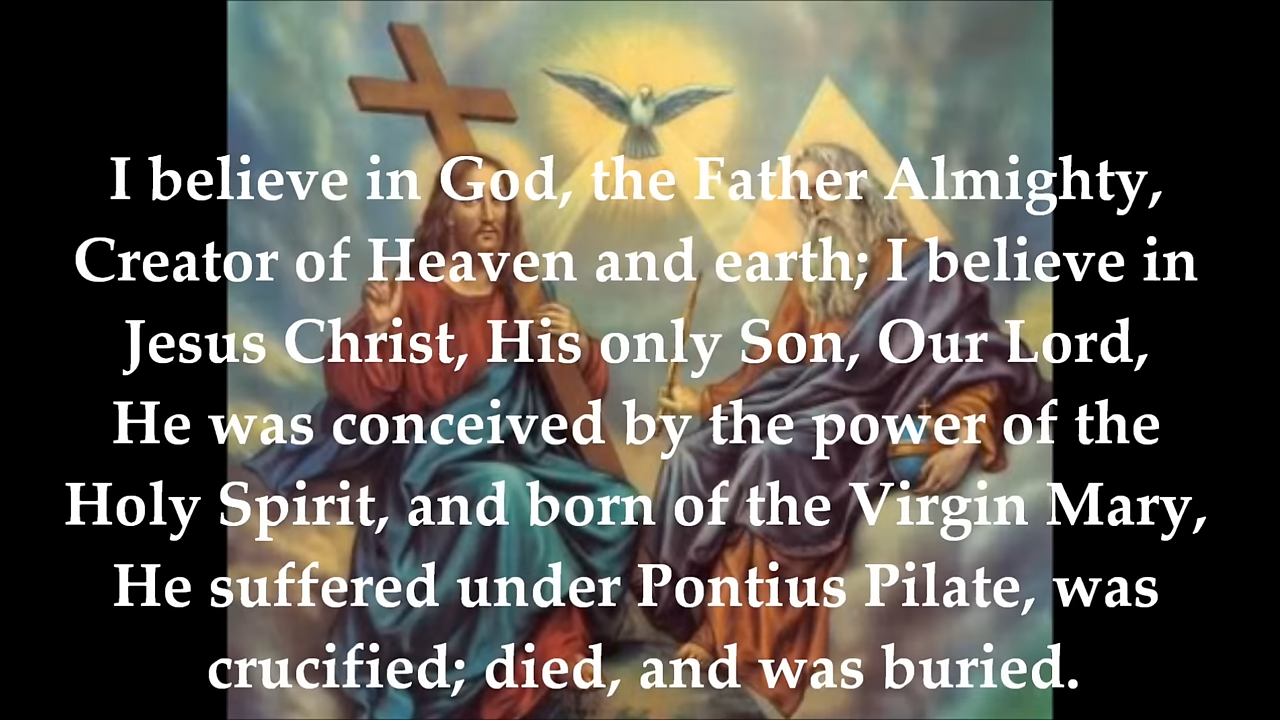 I believe in God, the Father Almighty,
Creator of Heaven and earth; I believe in
Jesus Christ, His only Son, Our Lord,
He was conceived by the power of the
Holy Spirit, and born of the Virgin Mary,
He suffered under Pontius Pilate, was
crucified; died, and was buried.